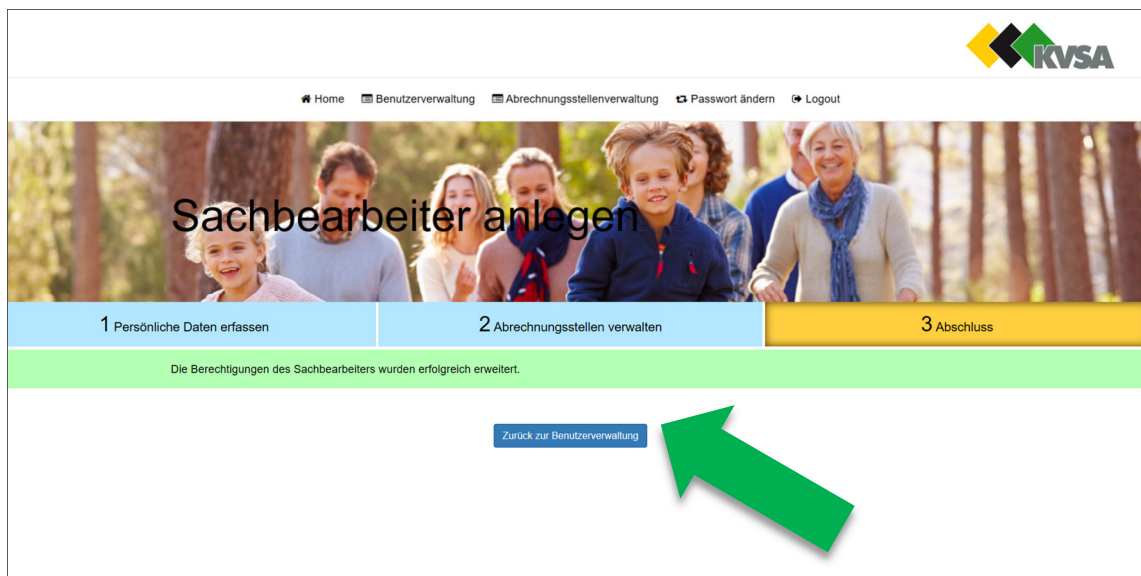 KVSA
Home Benutzerverwaltung Abrechnungsstellenverwaltung Passwort ändern Logout
Sachbearbeiter anlegen
1 Persönliche Daten erfassen 2 Abrechnungsstellen verwalten 3 Abschluss
Die Berechtigungen des Sachbearbeiters wurden erfolgreich erweitert.
Zurück zur Benutzerverwaltung